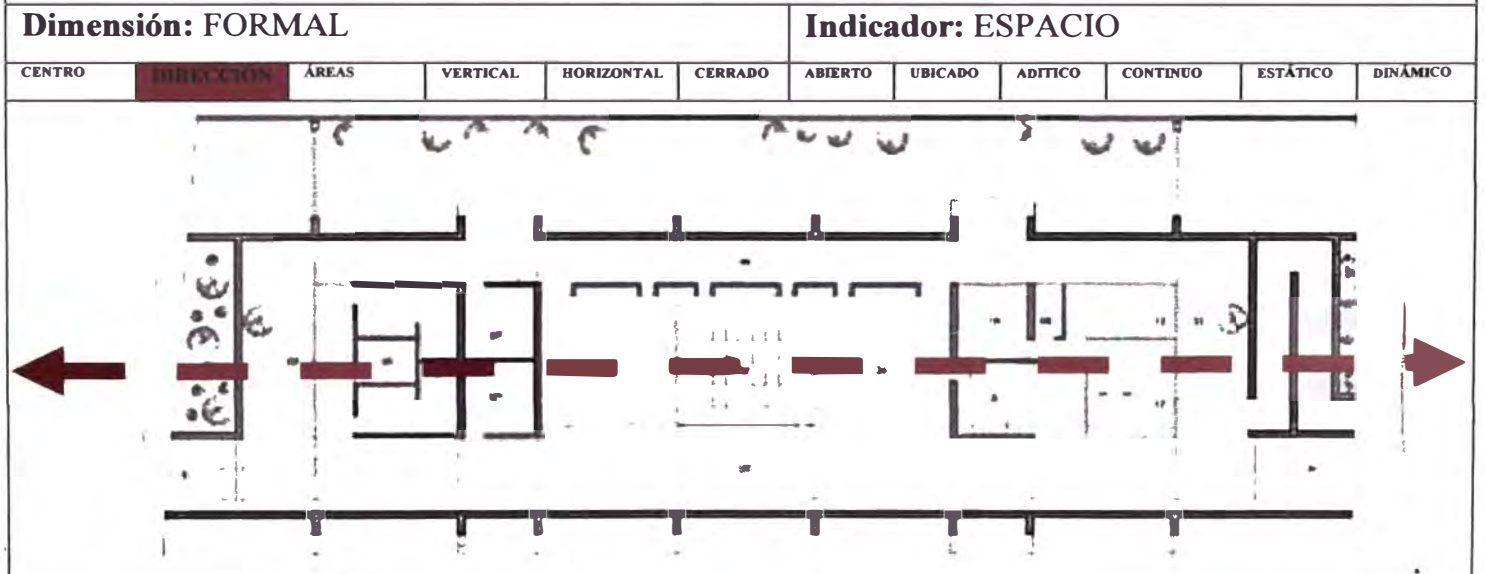 Dimensión: FORMAL
Indicador: ESPACIO
CENTRO DIRECCIÓN ÁREAS VERTICAL HORIZONTAL CERRADO ABIERTO UBICADO ADITICO CONTINUO ESTÁTICO DINÁMICO